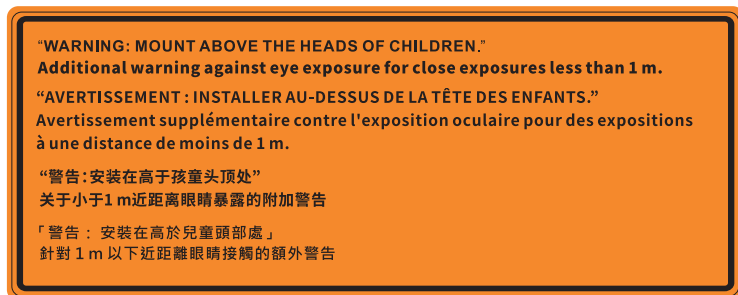 “WARNING: MOUNT ABOVE THE HEADS OF CHILDREN.”
Additional warning against eye exposure for close exposures less than 1 m.
“AVERTISSEMENT : INSTALLER AU-DESSUS DE LA TÊTE DES ENFANTS.”
Avertissement supplémentaire contre l'exposition oculaire pour des expositions
à une distance de moins de 1 m.
“警告：安装在高于孩童头顶处”
关于小于1 m近距离眼睛暴露的附加警告
「警告： 安裝在高於兒童頭部處」
針對 1 m 以下近距離眼睛接觸的額外警告